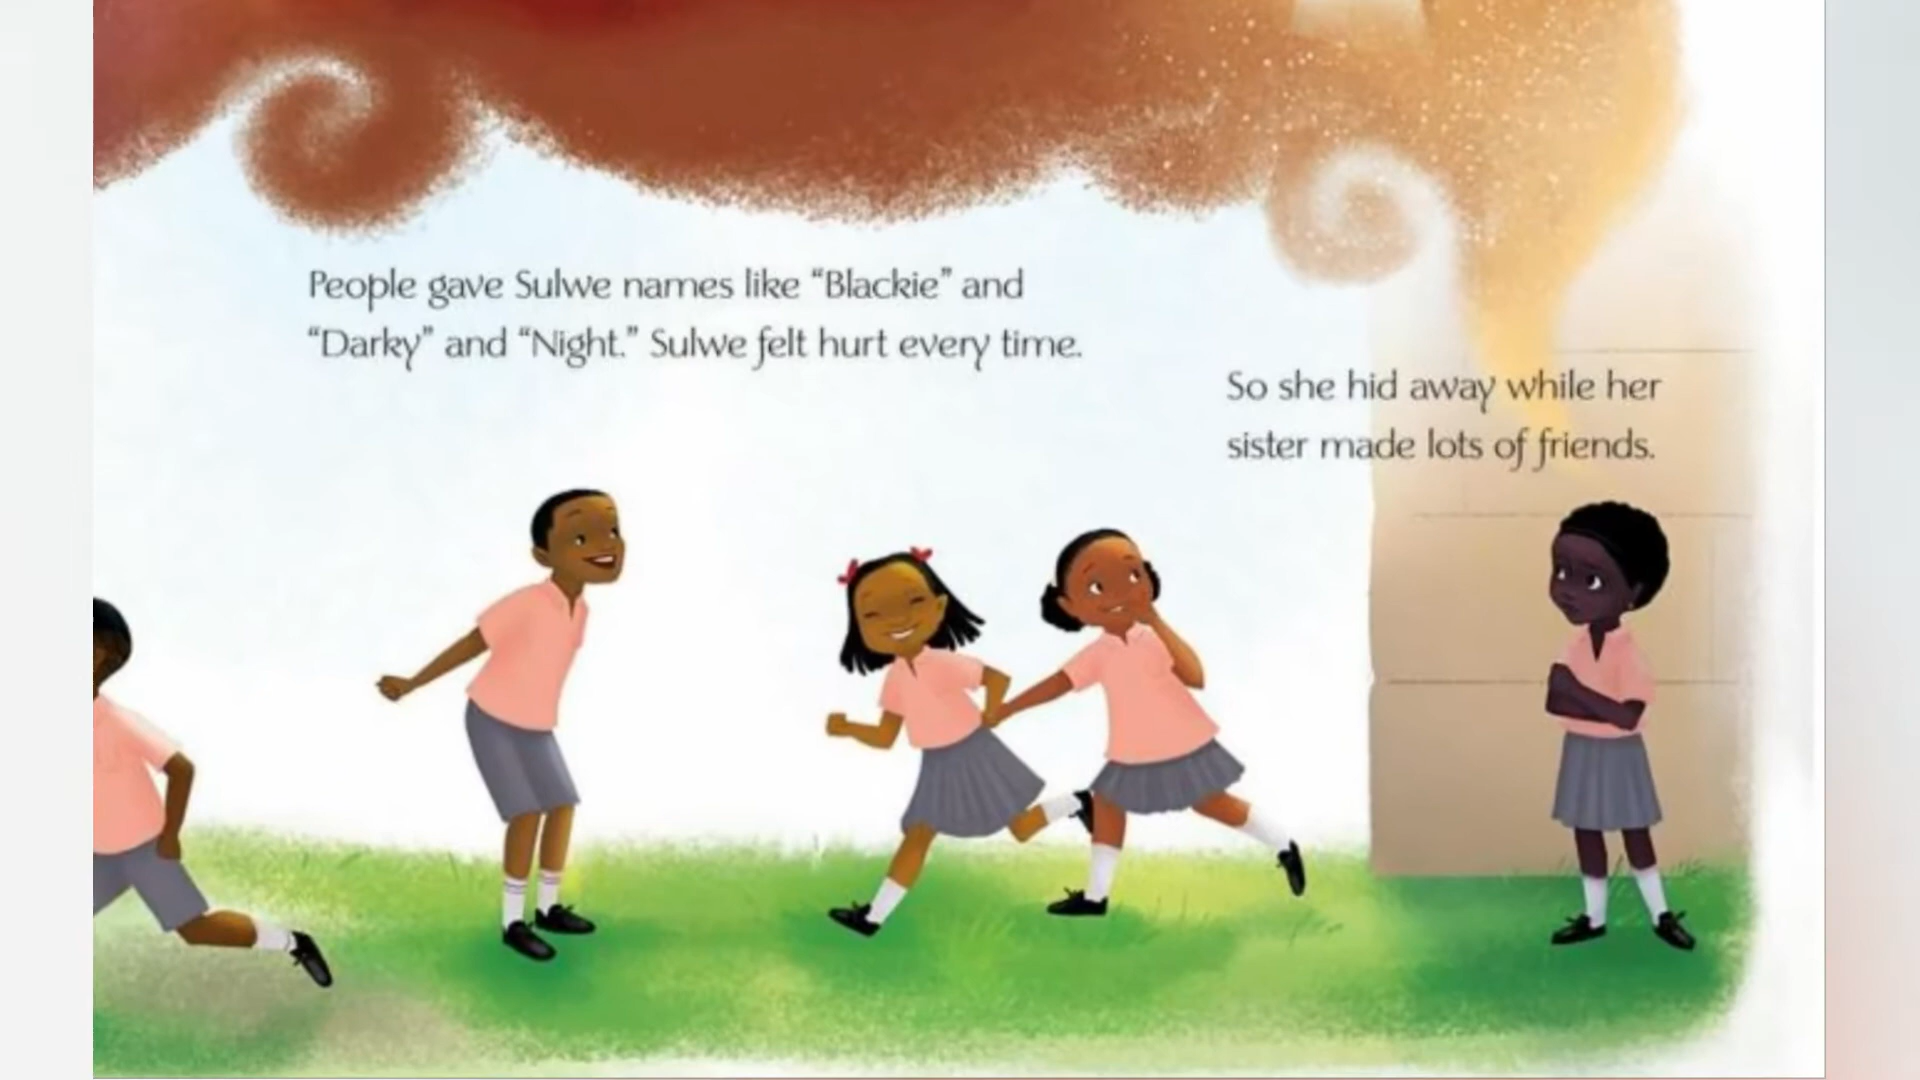 People gave Sulwe names like “Blackie” and
“Darky” and “Night.” Sulwe felt hurt every time.
So she hid away while her
sister made lots of friends.